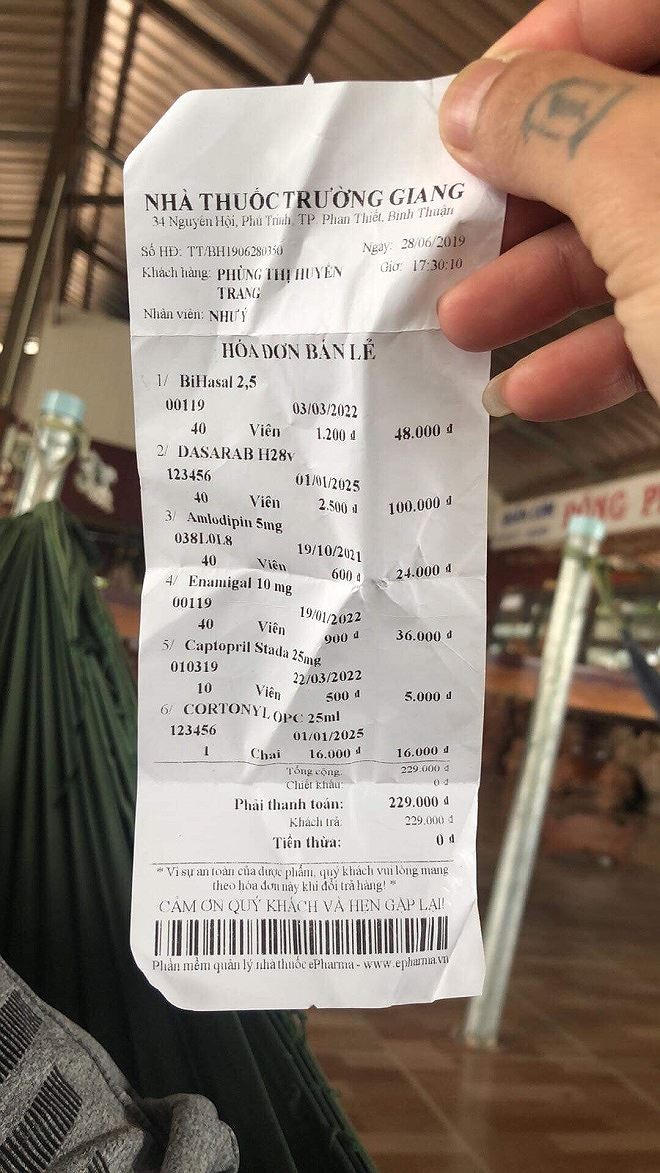 NHÀ THUỐC TRƯỜNG GIANG
34 Nguyễn Hội, Phú Trinh, TP. Phan Thiết, Bình Thuận
Số HĐ: TT/BH1906280350 Ngày: 28/06/2019
Khách hàng: PHÙNG THỊ HUYỀN TRANG Giờ: 17:30:10
Nhân viên: NHƯ Ý
HÓA ĐƠN BÁN LẺ
1/ BiHasal 2,5
00119 03/03/2022
40 Viên 1.200 đ 48.000 đ
2/ DASARAB H28v
123456 01/01/2025
40 Viên 2.500 đ 100.000 đ
3/ Amlodipin 5mg
038L0L8 19/10/2021
40 Viên 600 đ 24.000 đ
4/ Enamigal 10 mg
00119 19/01/2022
40 Viên 900 đ 36.000 đ
5/ Captopril Stada 25mg
010319 22/03/2022
10 Viên 500 đ 5.000 đ
6/ CORTONYL OPC 25ml
123456 01/01/2025
1 Chai 16.000 đ 16.000 đ
Tổng cộng: 229.000 đ
Chiết khấu: 0 đ
Phải thanh toán: 229.000 đ
Khách trả: 229.000 đ
Tiền thừa: 0 đ
* Vì sự an toàn của dược phẩm, quý khách vui lòng mang
theo hóa đơn này khi đổi trả hàng! *
CẢM ƠN QUÝ KHÁCH VÀ HẸN GẶP LẠI!
Phần mềm quản lý nhà thuốc ePharma - www.epharma.vn